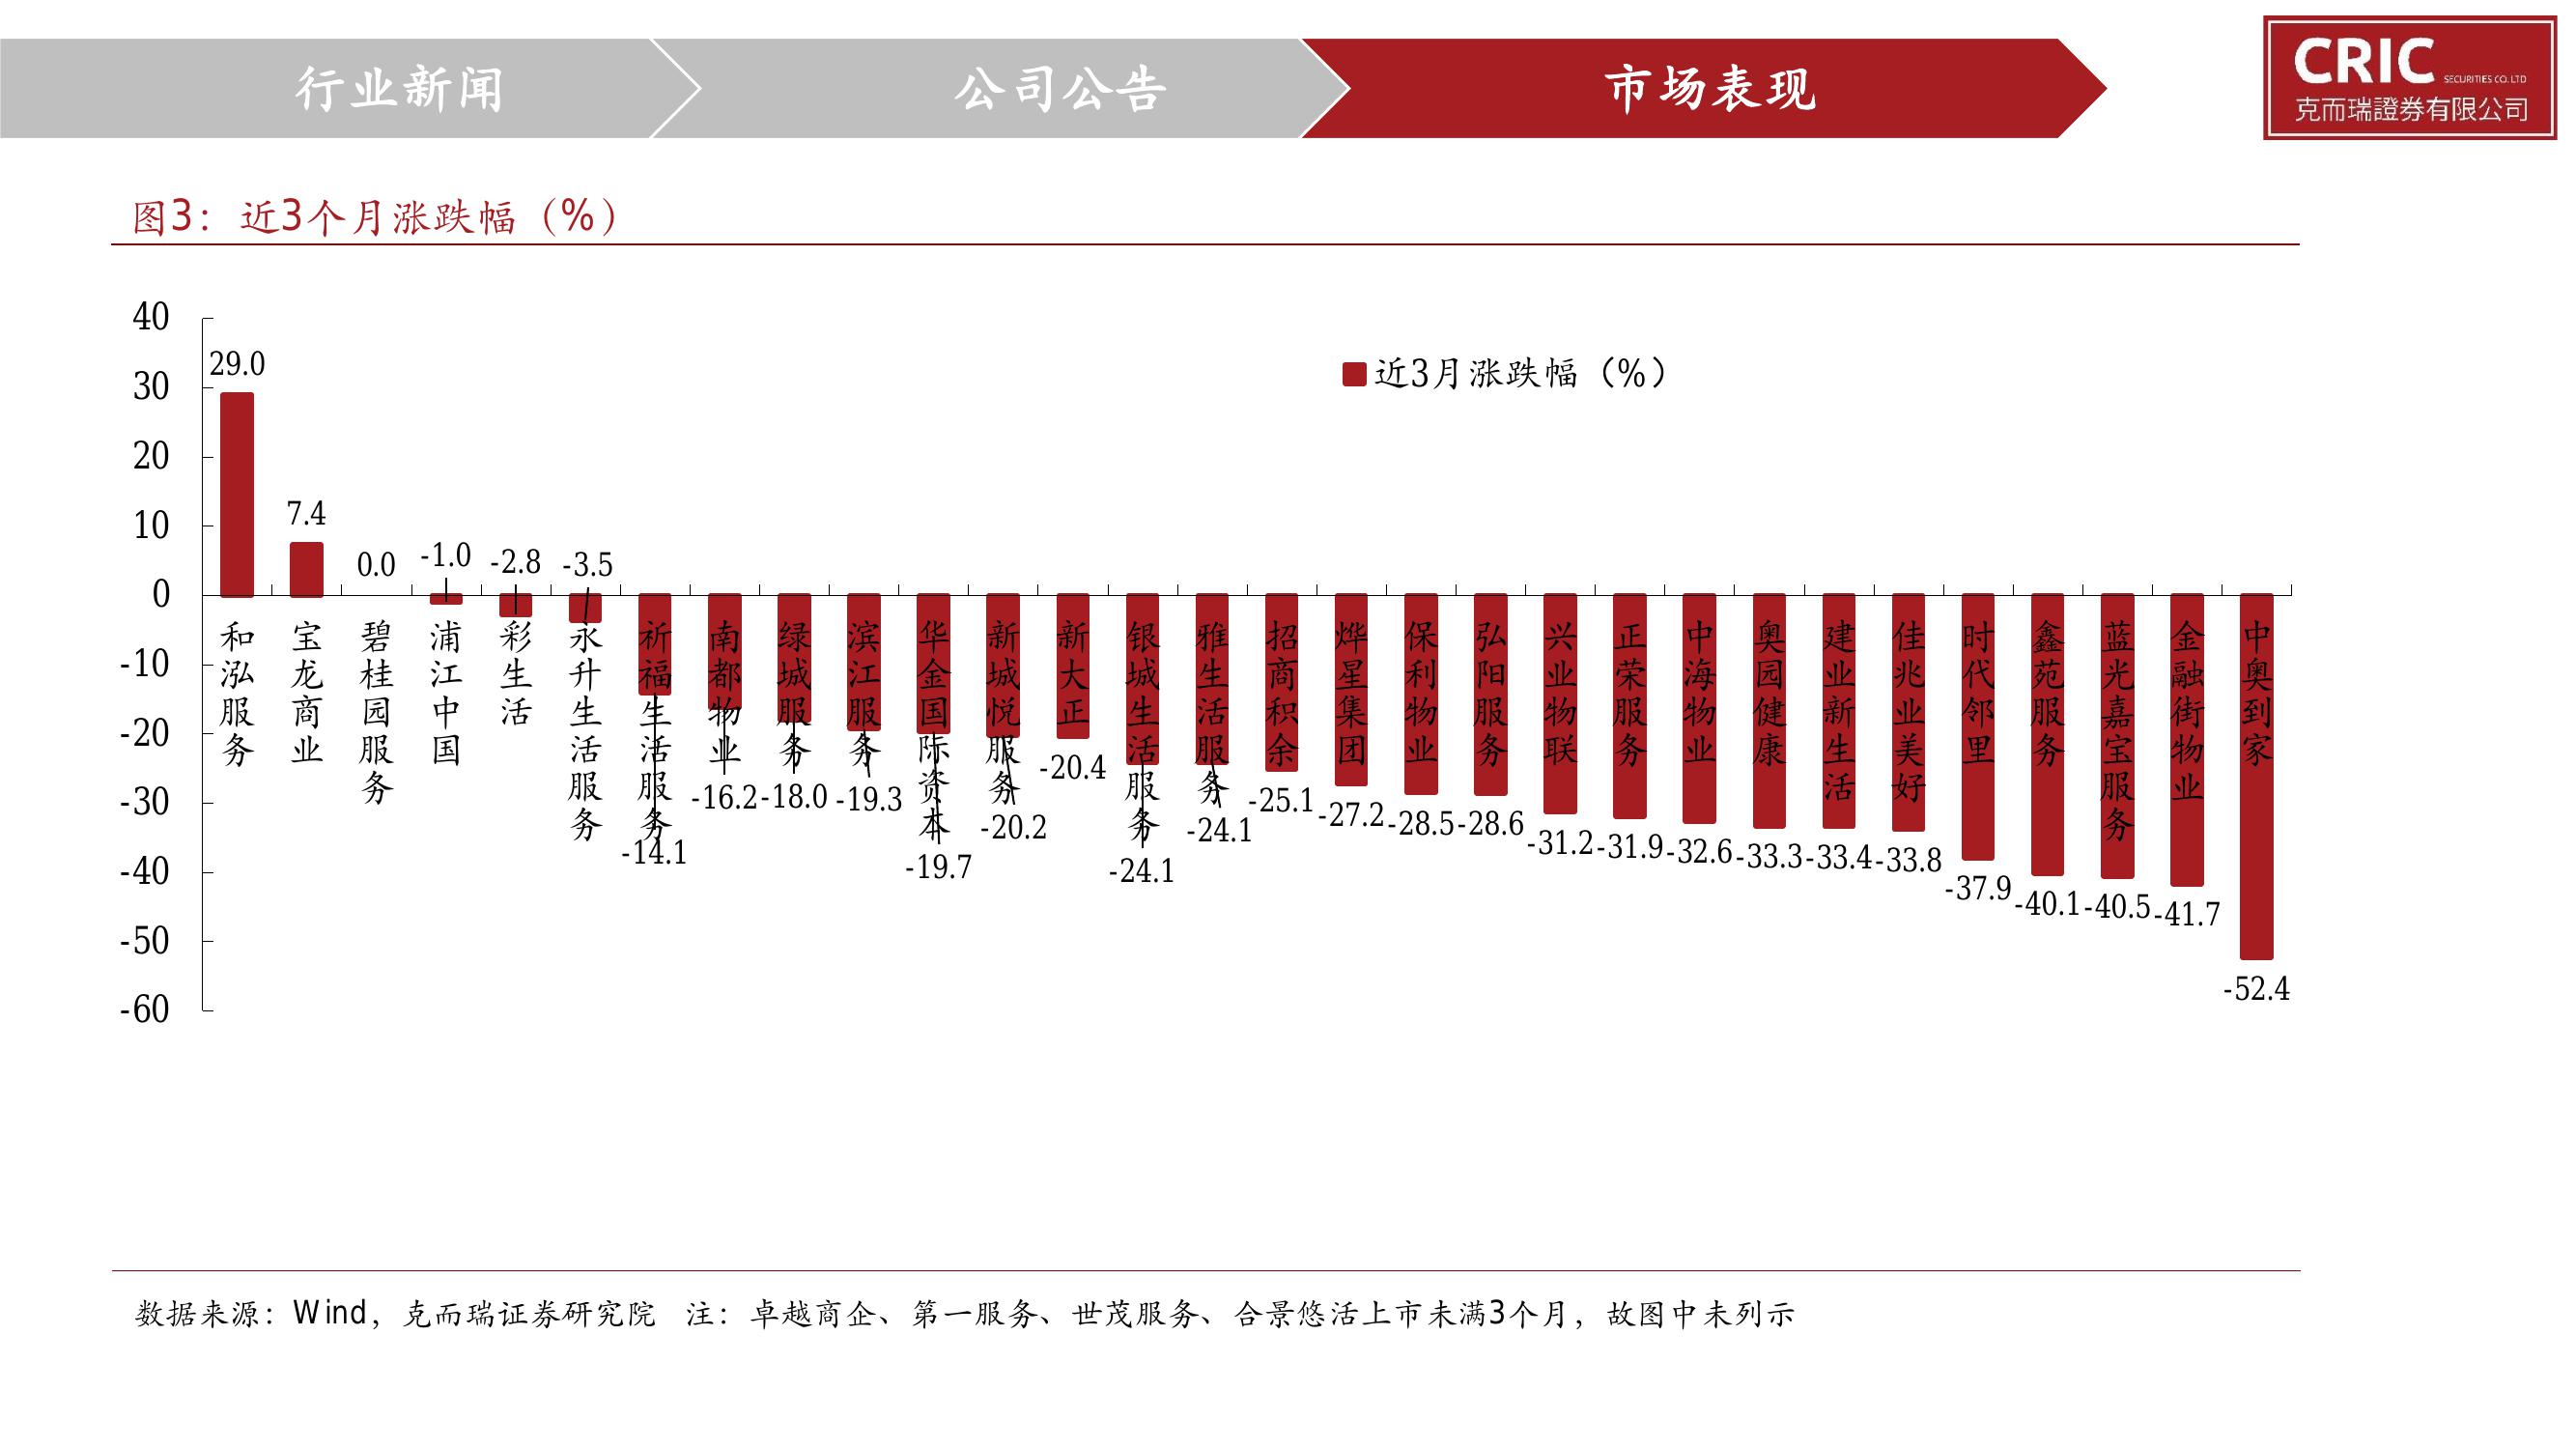 行业新闻
公司公告
市场表现
CRIC
SECURITIES CO. LTD
克而瑞證券有限公司
图3：近3个月涨跌幅（%）
近3月涨跌幅（%）
40
30
20
10
0
-10
-20
-30
-40
-50
-60
29.0
7.4
0.0
-1.0
-2.8
-3.5
-14.1
-16.2
-18.0
-19.3
-19.7
-20.2
-20.4
-24.1
-24.1
-25.1
-27.2
-28.5
-28.6
-31.2
-31.9
-32.6
-33.3
-33.4
-33.8
-37.9
-40.1
-40.5
-41.7
-52.4
和泓服务
宝龙商业
碧桂园服务
浦江中国
彩生活
永升生活服务
祈福生活服务
南都物业
绿城服务
滨江服务
华金国际资本
新城悦服务
新大正
银城生活服务
雅生活服务
招商积余
烨星集团
保利物业
弘阳服务
兴业物联
正荣服务
中海物业
奥园健康
建业新生活
佳兆业美好
时代邻里
鑫苑服务
蓝光嘉宝服务
金融街物业
中奥到家
数据来源：Wind，克而瑞证券研究院 注：卓越商企、第一服务、世茂服务、合景悠活上市未满3个月，故图中未列示